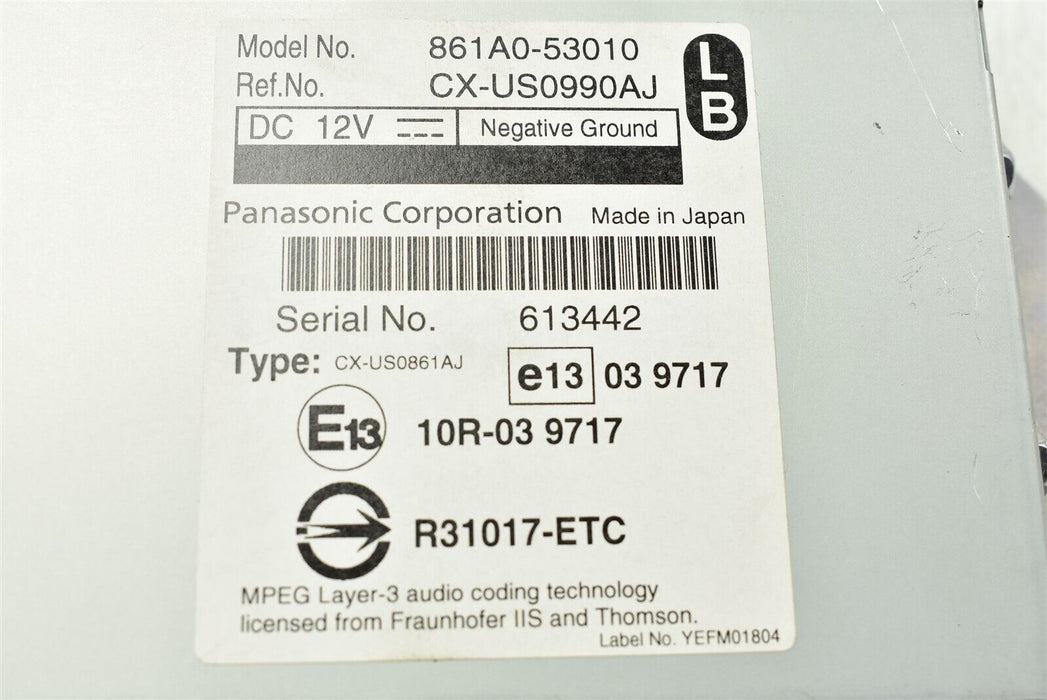 Model No. 861A0-53010
Ref.No. CX-US0990AJ
L
B
DC 12V Negative Ground
Panasonic Corporation Made in Japan
Serial No. 613442
Type: CX-US0861AJ e13 03 9717
E13 10R-03 9717
R31017-ETC
MPEG Layer-3 audio coding technology
licensed from Fraunhofer IIS and Thomson.
Label No. YEFM01804